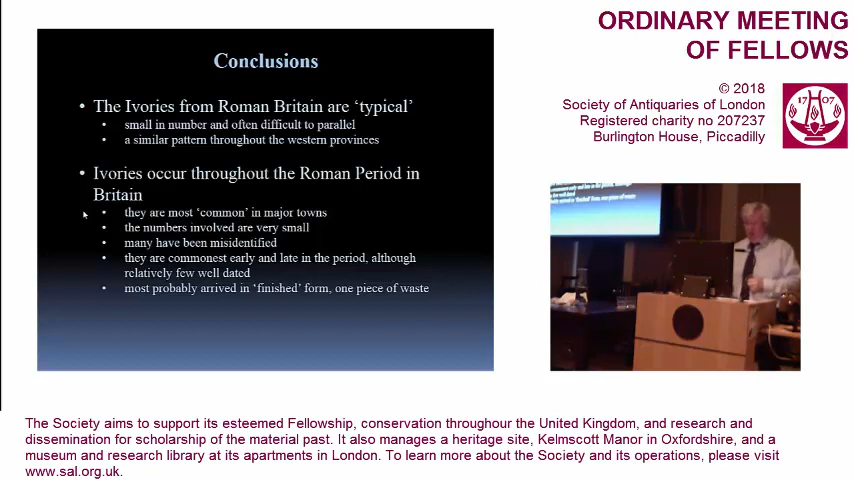 Conclusions
• The Ivories from Roman Britain are ‘typical’
• small in number and often difficult to parallel
• a similar pattern throughout the western provinces
• Ivories occur throughout the Roman Period in
Britain
• they are most ‘common’ in major towns
• the numbers involved are very small
• many have been misidentified
• they are commonest early and late in the period, although
relatively few well dated
• most probably arrived in ‘finished’ form, one piece of waste
ORDINARY MEETING
OF FELLOWS
© 2018
Society of Antiquaries of London
Registered charity no 207237
Burlington House, Piccadilly
17 07
The Society aims to support its esteemed Fellowship, conservation throughour the United Kingdom, and research and
dissemination for scholarship of the material past. It also manages a heritage site, Kelmscott Manor in Oxfordshire, and a
museum and research library at its apartments in London. To learn more about the Society and its operations, please visit
www.sal.org.uk.